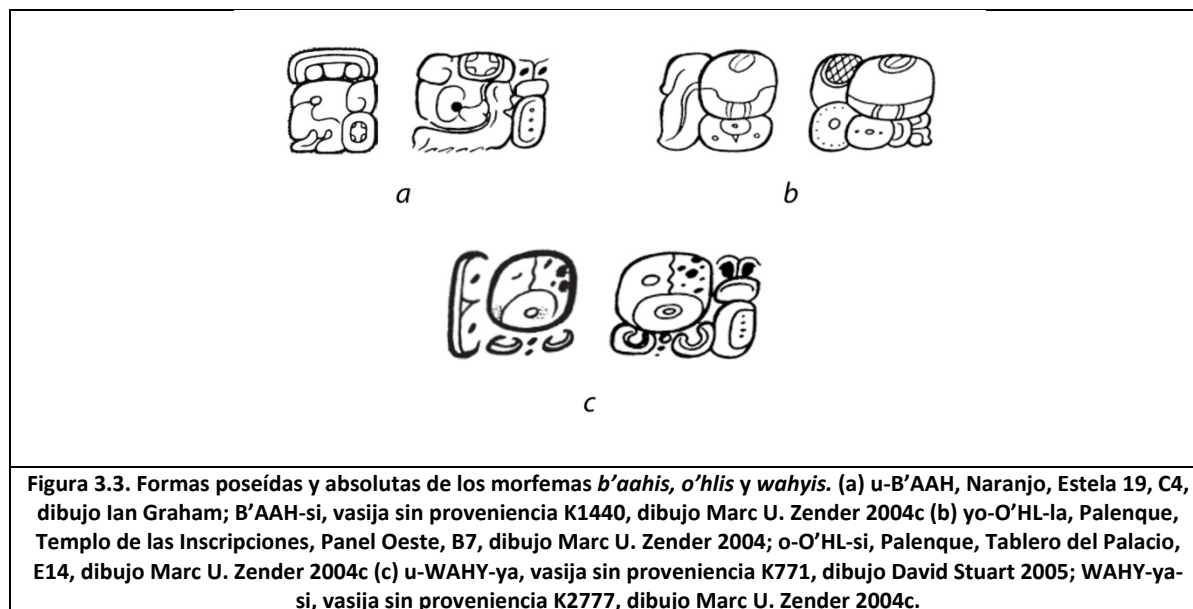 a
b
c
Figura 3.3. Formas poseídas y absolutas de los morfemas b’aahis, o’hlis y wahyis. (a) u-B’AAH, Naranjo, Estela 19, C4,
dibujo Ian Graham; B’AAH-si, vasija sin proveniencia K1440, dibujo Marc U. Zender 2004c (b) yo-O’HL-la, Palenque,
Templo de las Inscripciones, Panel Oeste, B7, dibujo Marc U. Zender 2004; o-O’HL-si, Palenque, Tablero del Palacio,
E14, dibujo Marc U. Zender 2004c (c) u-WAHY-ya, vasija sin proveniencia K771, dibujo David Stuart 2005; WAHY-ya-
si, vasija sin proveniencia K2777, dibujo Marc U. Zender 2004c.